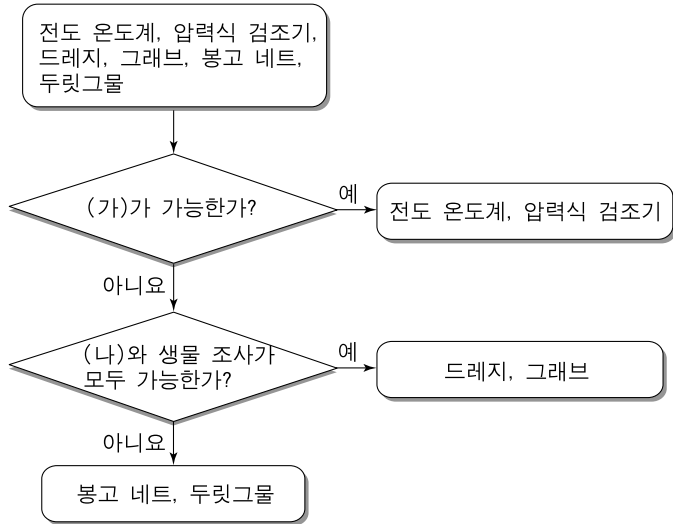 전도 온도계, 압력식 검조기,
드레지, 그래브, 봉고 네트,
두릿그물
(가)가 가능한가?
예
전도 온도계, 압력식 검조기
아니요
(나)와 생물 조사가
모두 가능한가?
예
드레지, 그래브
아니요
봉고 네트, 두릿그물